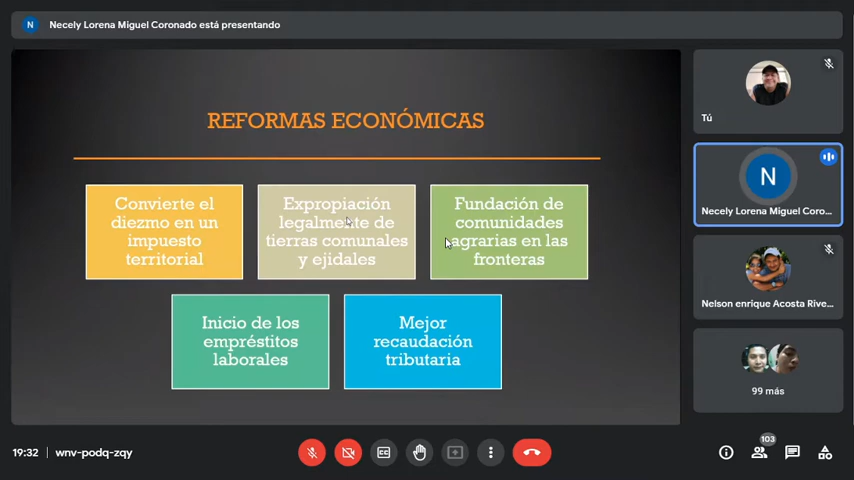 N
Necely Lorena Miguel Coronado está presentando
REFORMAS ECONÓMICAS
Convierte el
diezmo en un
impuesto
territorial
Expropiación
legalmente de
tierras comunales
y ejidales
Fundación de
comunidades
agrarias en las
fronteras
Inicio de los
empréstitos
laborales
Mejor
recaudación
tributaria
Tú
N
Necely Lorena Miguel Coro...
Nelson enrique Acosta Rive...
99 más
19:32 | wnv-podq-zqy
CC
103